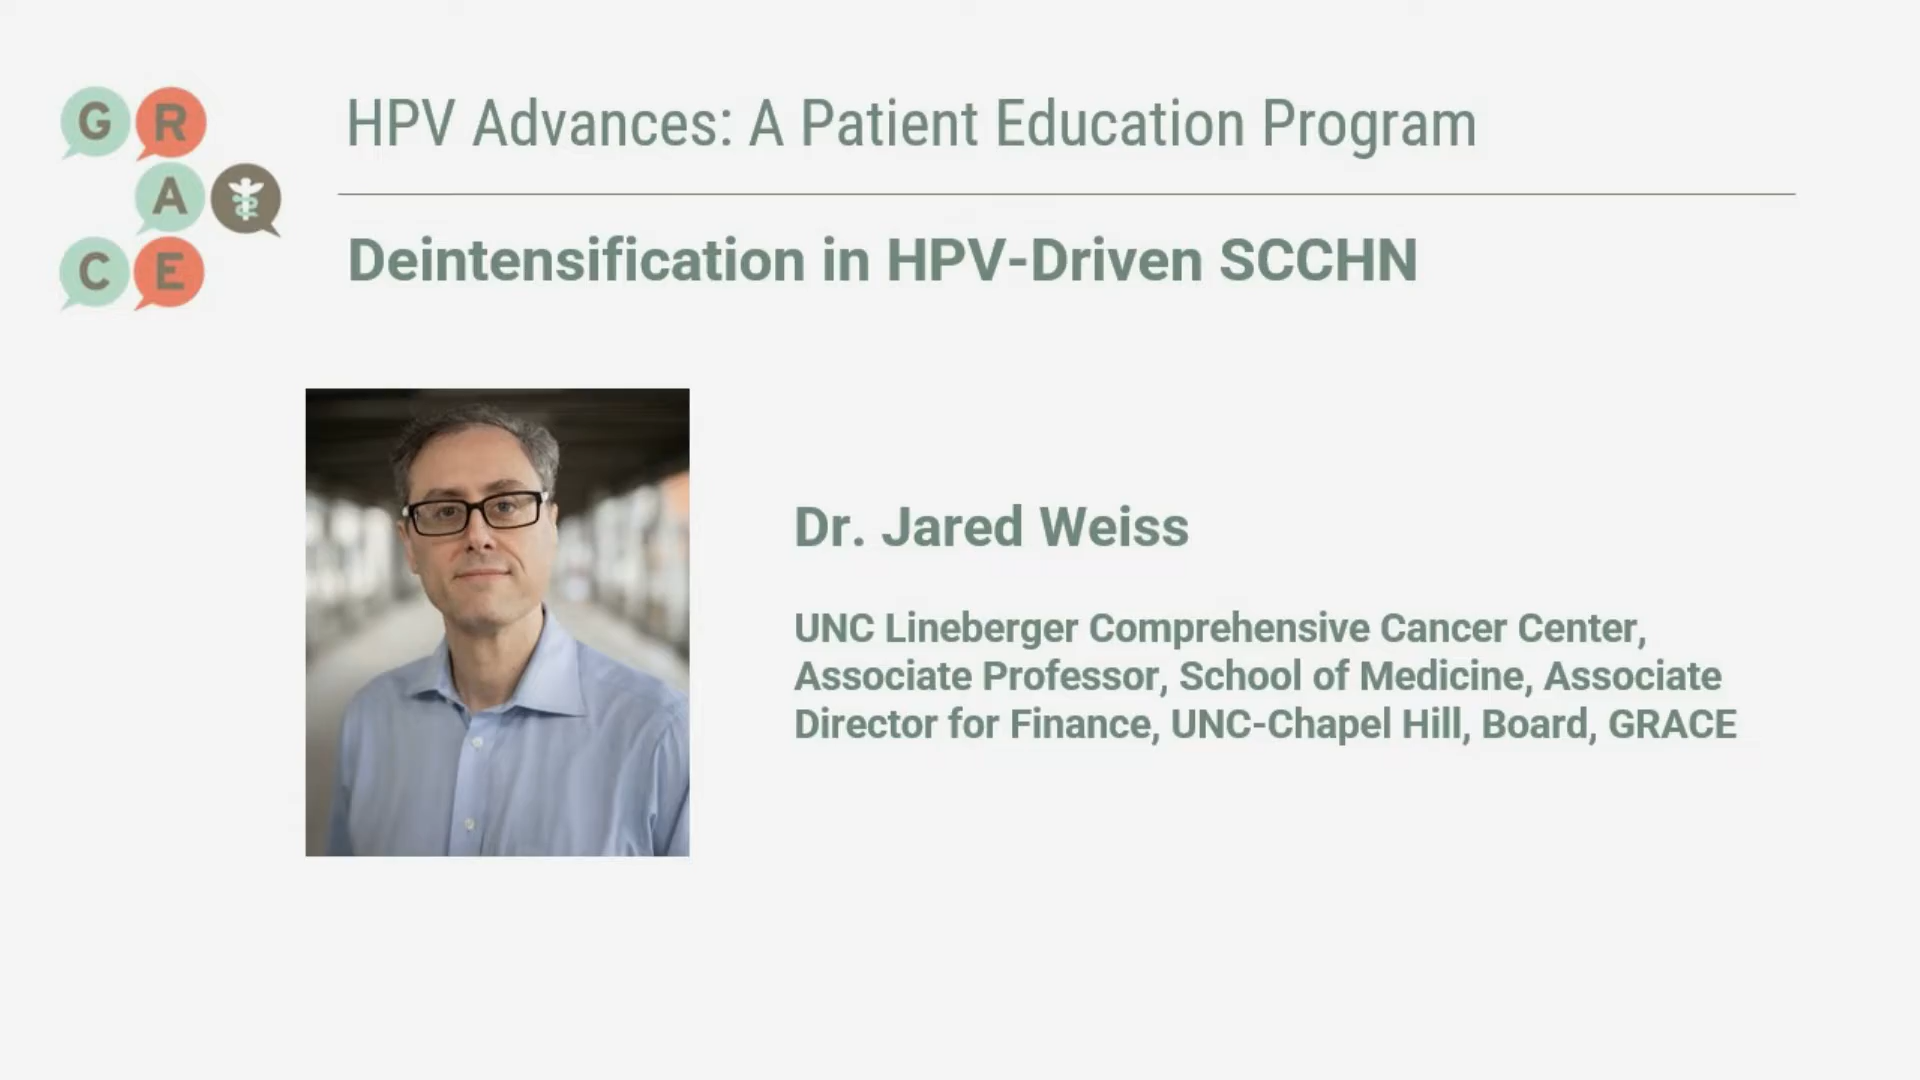 G R
A
C E
HPV Advances: A Patient Education Program
Deintensification in HPV-Driven SCCHN
Dr. Jared Weiss
UNC Lineberger Comprehensive Cancer Center,
Associate Professor, School of Medicine, Associate
Director for Finance, UNC-Chapel Hill, Board, GRACE